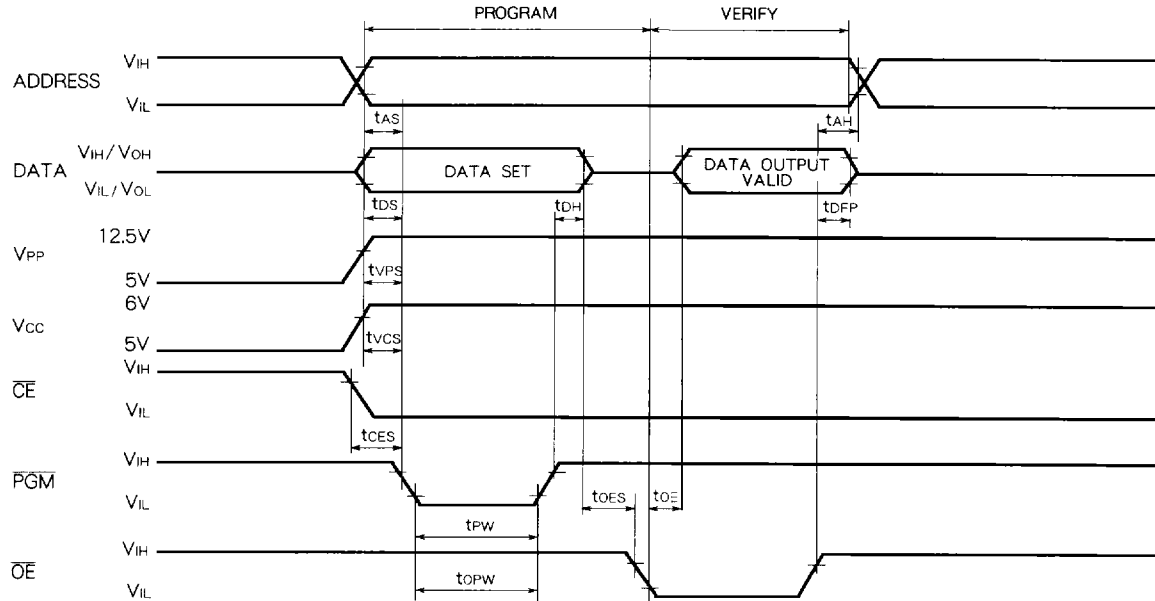 PROGRAM VERIFY
ADDRESS
VIH
VIL
tAS
tAH
DATA
VIH/VOH
VIL/VOL
DATA SET
DATA OUTPUT
VALID
tDS
tDH
tDFP
VPP
12.5V
5V
tVPS
VCC
6V
5V
tVCS
CE
VIH
VIL
tCES
PGM
VIH
VIL
tPW
tOES
tOE
OE
VIH
VIL
tOPW